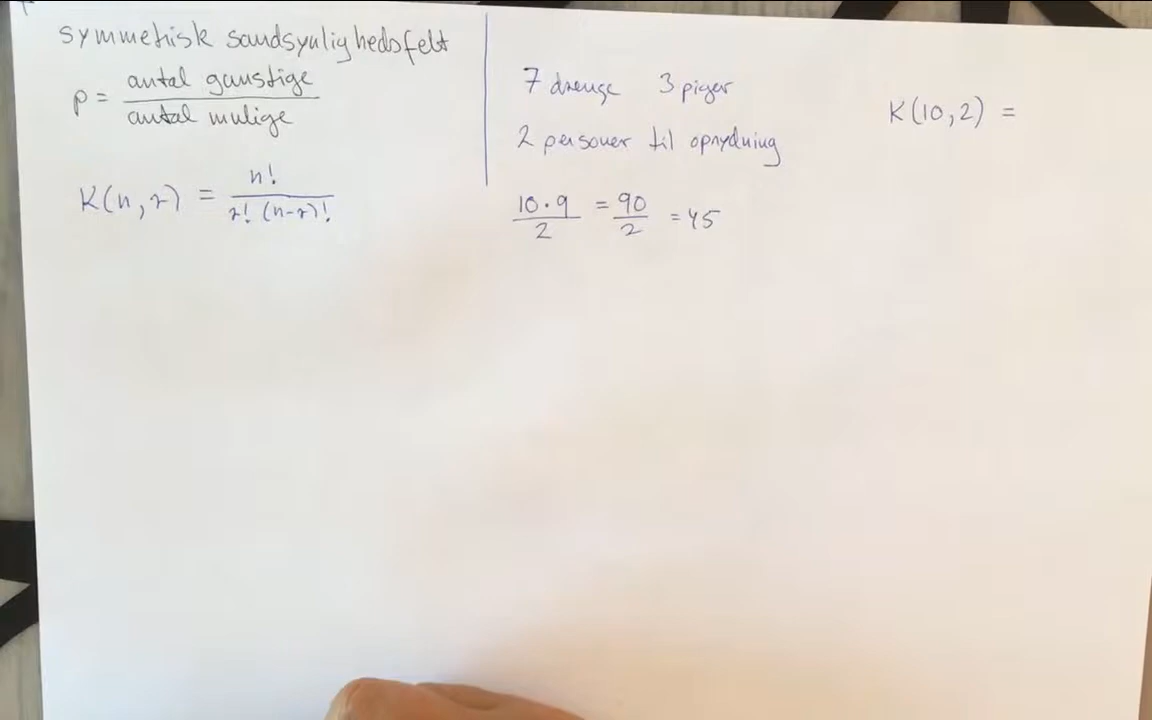 symmetrisk sandsynlighedsfelt
p = antal gunstige / antal mulige
K(n,r) = n! / r! (n-r)!
7 drenge 3 piger
2 personer til oprydning
10·9 / 2 = 90 / 2 = 45
K(10,2) =